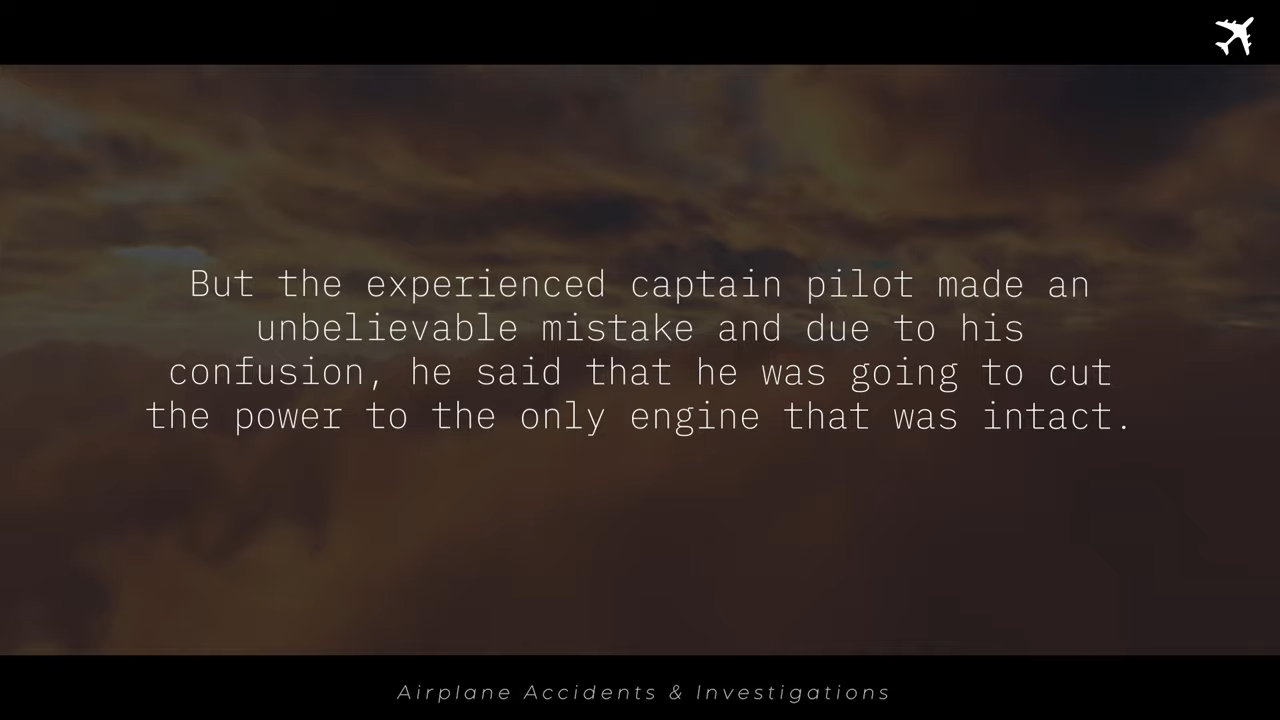 But the experienced captain pilot made an
unbelievable mistake and due to his
confusion, he said that he was going to cut
the power to the only engine that was intact.
Airplane Accidents & Investigations